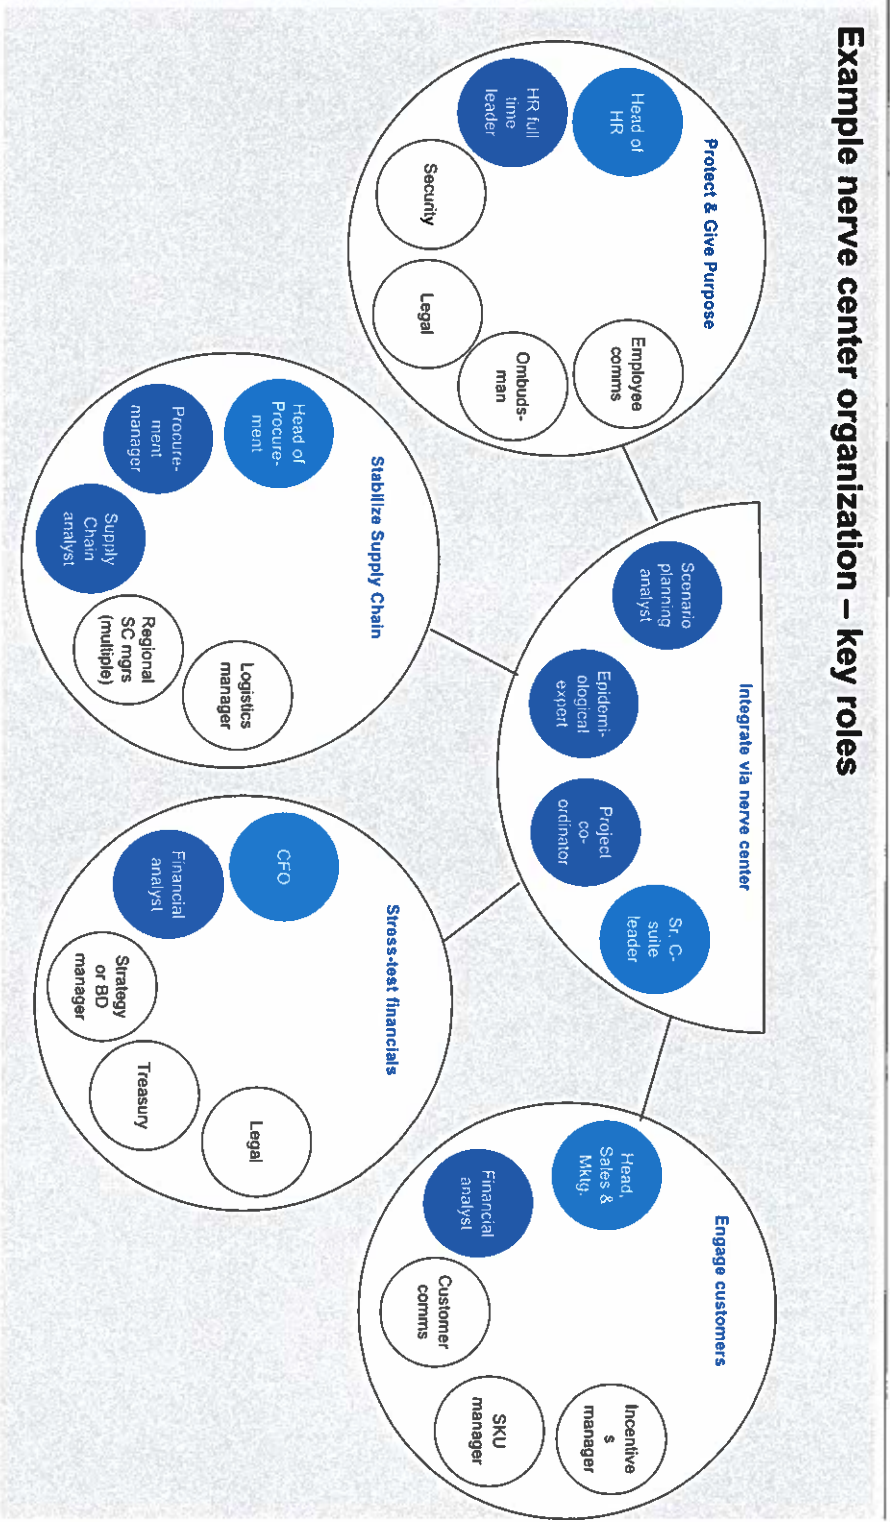 Example nerve center organization – key roles
Integrate via nerve center
Scenario
planning
analyst
Epidemi-
ological
expert
Project
co-
ordinator
Sr. C-
suite
leader
Protect & Give Purpose
Head of
HR
HR full
time
leader
Security
Legal
Ombuds-
man
Employee
comms
Stabilize Supply Chain
Head of
Procure-
ment
Procure-
ment
manager
Supply
Chain
analyst
Regional
SC mgrs
(multiple)
Logistics
manager
Stress-test financials
CFO
Financial
analyst
Strategy
or BD
manager
Treasury
Legal
Engage customers
Head,
Sales &
Mktg.
Financial
analyst
Customer
comms
SKU
manager
Incentive
s
manager